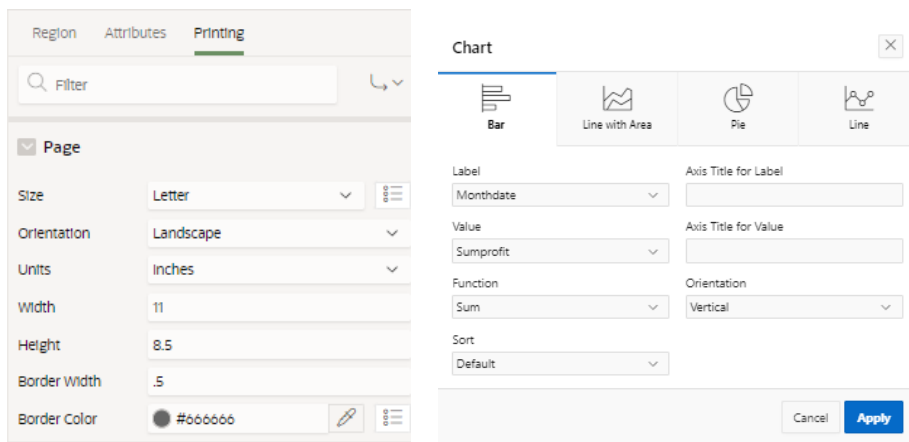 Region Attributes Printing
Filter
Page
Size Letter
Orientation Landscape
Units Inches
Width 11
Height 8.5
Border Width .5
Border Color #666666
Chart
Bar Line with Area Pie Line
Label Axis Title for Label
Monthdate
Value Axis Title for Value
Sumprofit
Function Orientation
Sum Vertical
Sort
Default
Cancel Apply